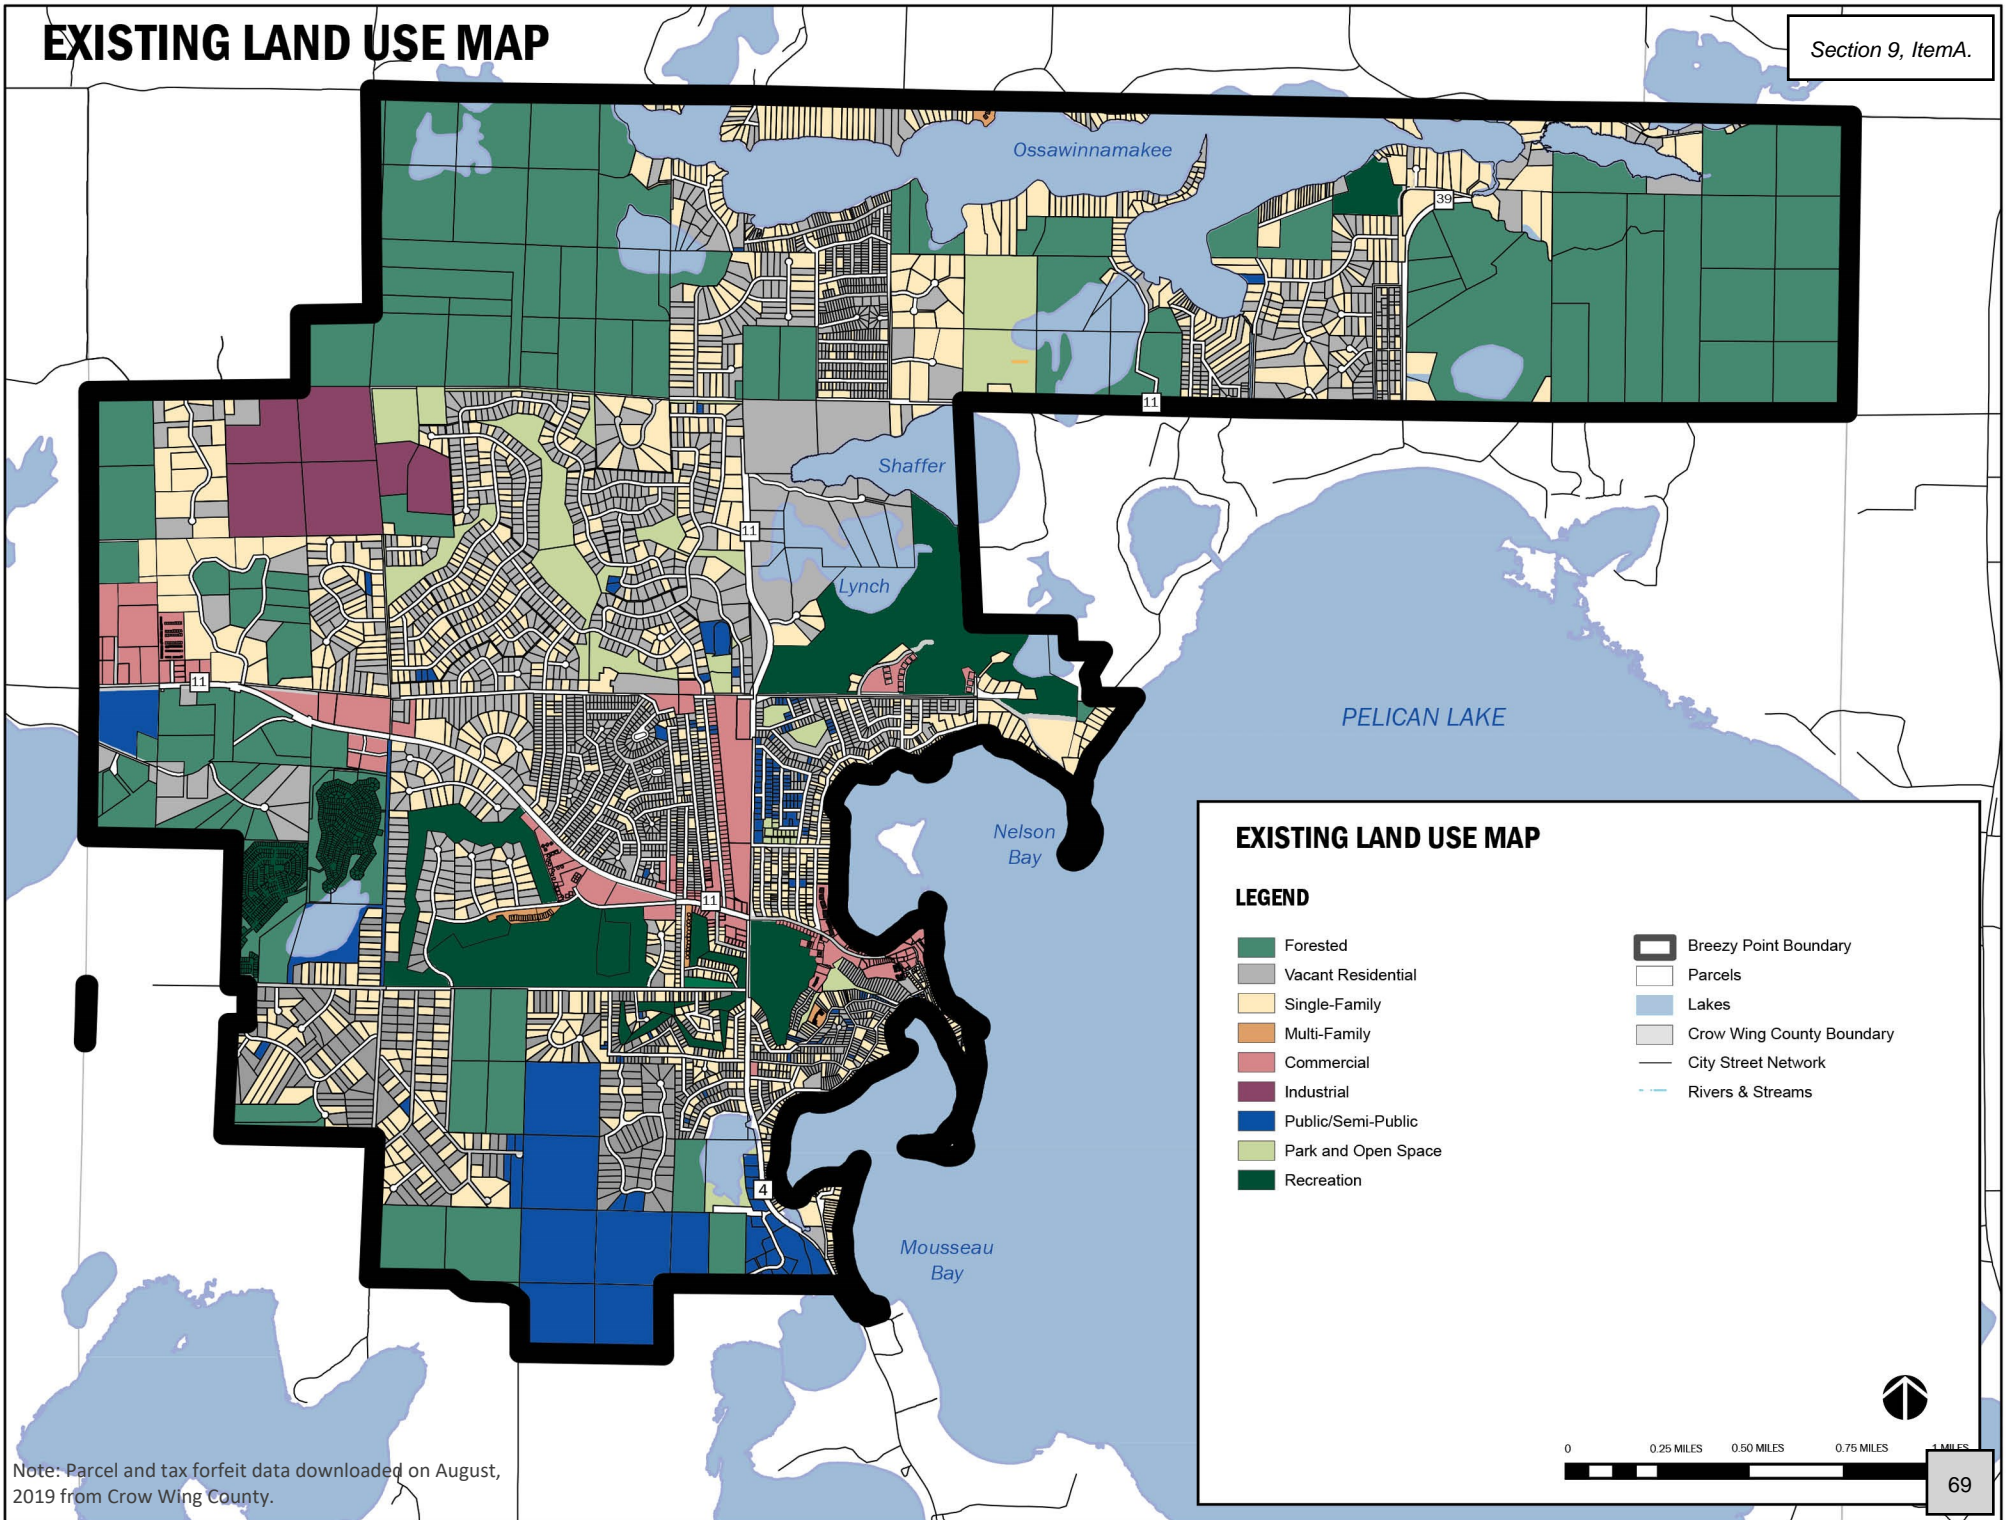 EXISTING LAND USE MAP
Section 9, ItemA.
Ossawinnamakee
39
11
Shaffer
11
Lynch
11
PELICAN LAKE
Nelson
Bay
11
4
Mousseau
Bay
EXISTING LAND USE MAP
LEGEND
Forested
Vacant Residential
Single-Family
Multi-Family
Commercial
Industrial
Public/Semi-Public
Park and Open Space
Recreation
Breezy Point Boundary
Parcels
Lakes
Crow Wing County Boundary
City Street Network
Rivers & Streams
0 0.25 MILES 0.50 MILES 0.75 MILES 1 MILES
Note: Parcel and tax forfeit data downloaded on August,
2019 from Crow Wing County.
69